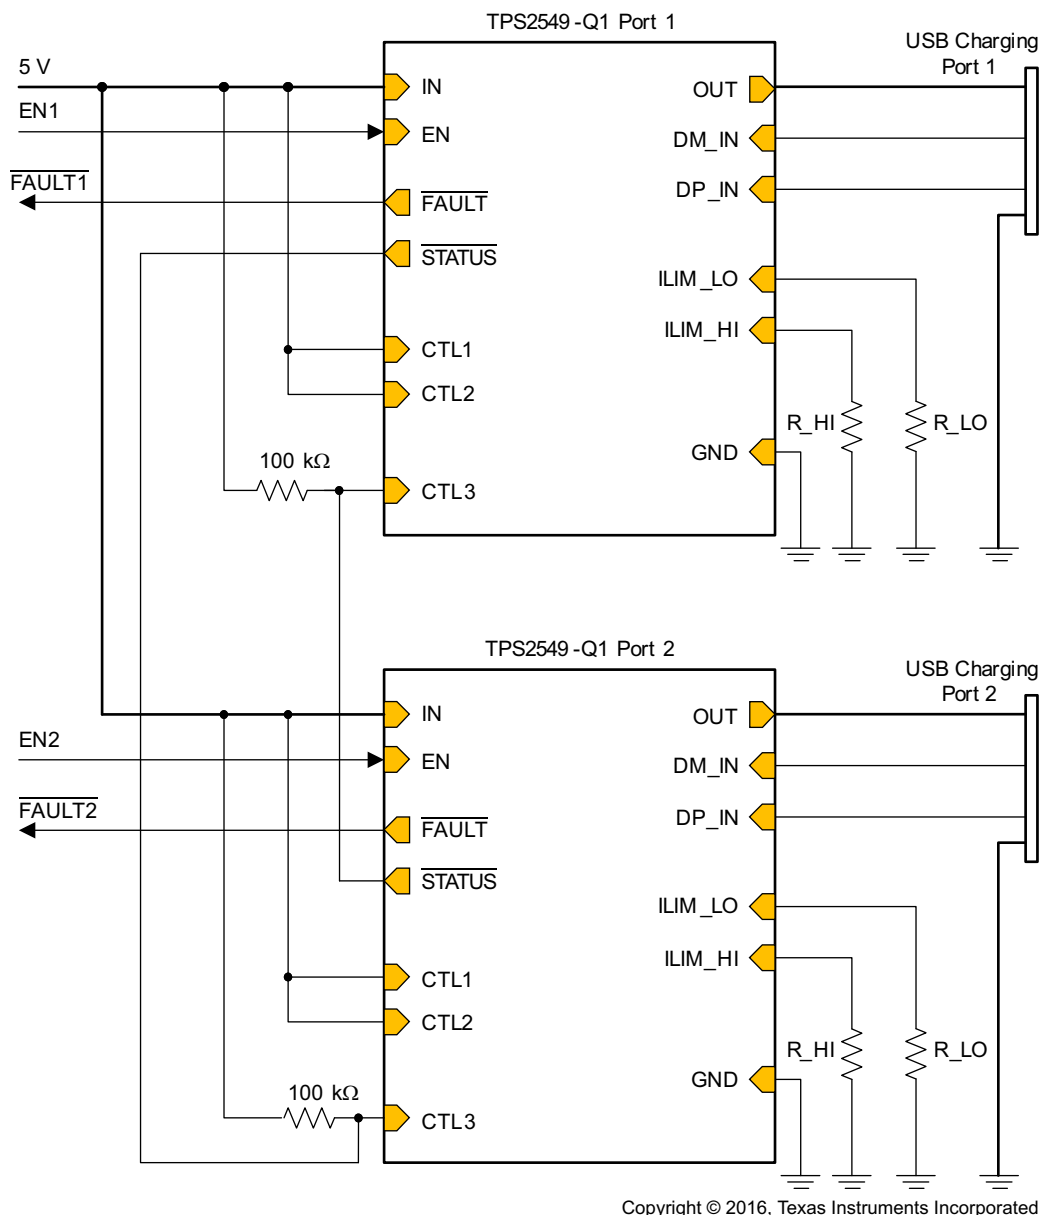 TPS2549-Q1 Port 1
USB Charging
Port 1
5 V
IN
OUT
EN1
EN
DM_IN
FAULT1
FAULT
DP_IN
STATUS
ILIM_LO
ILIM_HI
CTL1
CTL2
R_HI
R_LO
GND
100 kΩ
CTL3
TPS2549-Q1 Port 2
USB Charging
Port 2
IN
OUT
EN2
EN
DM_IN
FAULT2
FAULT
DP_IN
STATUS
ILIM_LO
ILIM_HI
CTL1
CTL2
R_HI
R_LO
GND
100 kΩ
CTL3
Copyright © 2016, Texas Instruments Incorporated